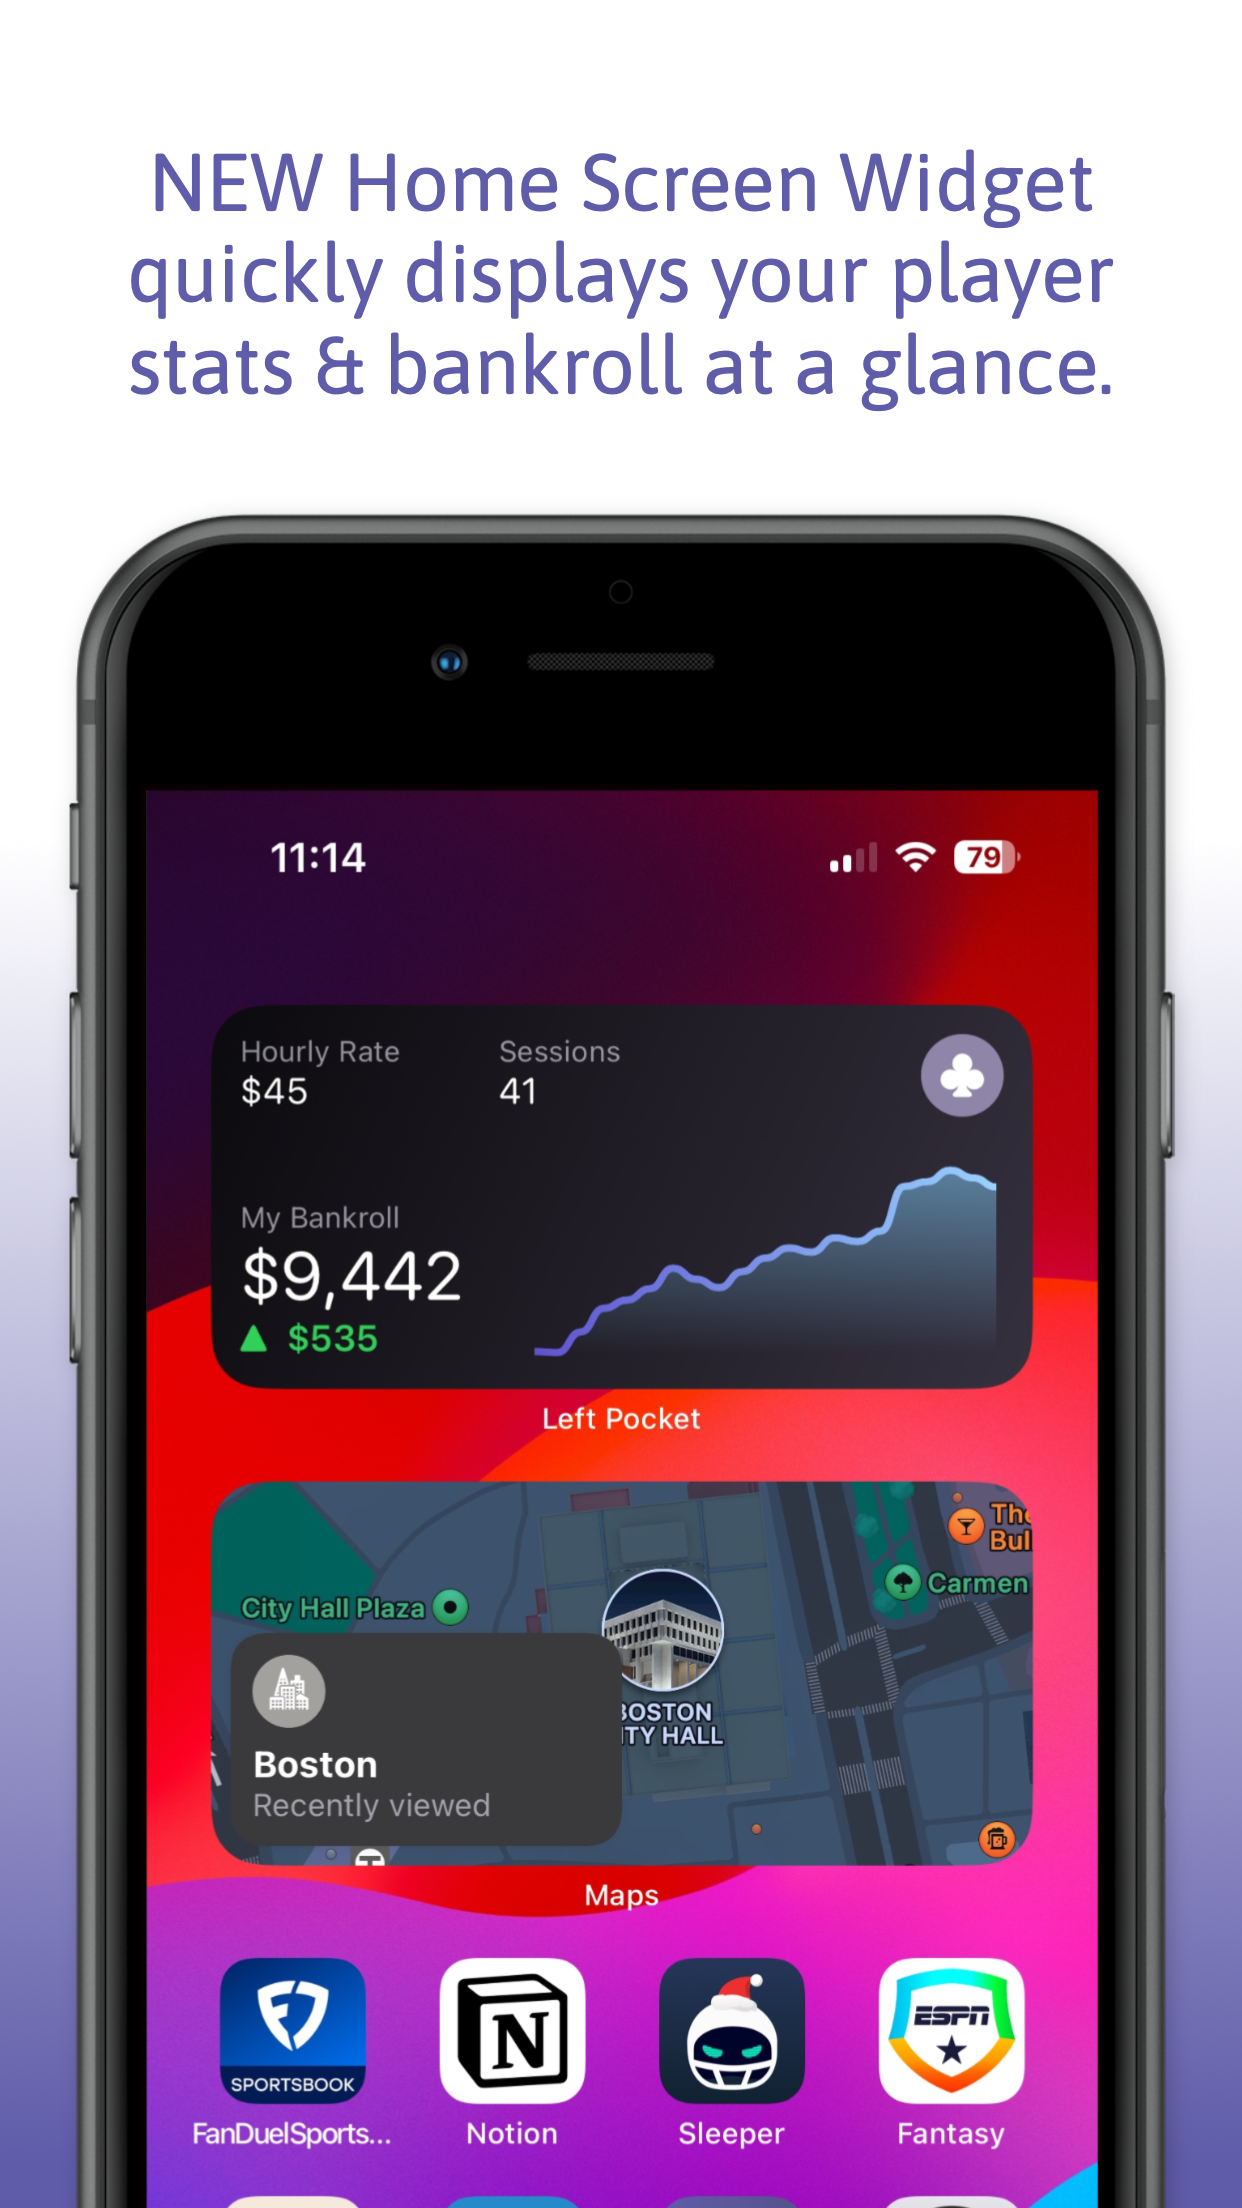 NEW Home Screen Widget
quickly displays your player
stats & bankroll at a glance.
11:14
79
Hourly Rate
$45
Sessions
41
My Bankroll
$9,442
$535
Left Pocket
The
Bul
Carmen
City Hall Plaza
BOSTON
ITY HALL
Boston
Recently viewed
Maps
SPORTSBOOK
N
ESPN
FanDuelSports...
Notion
Sleeper
Fantasy